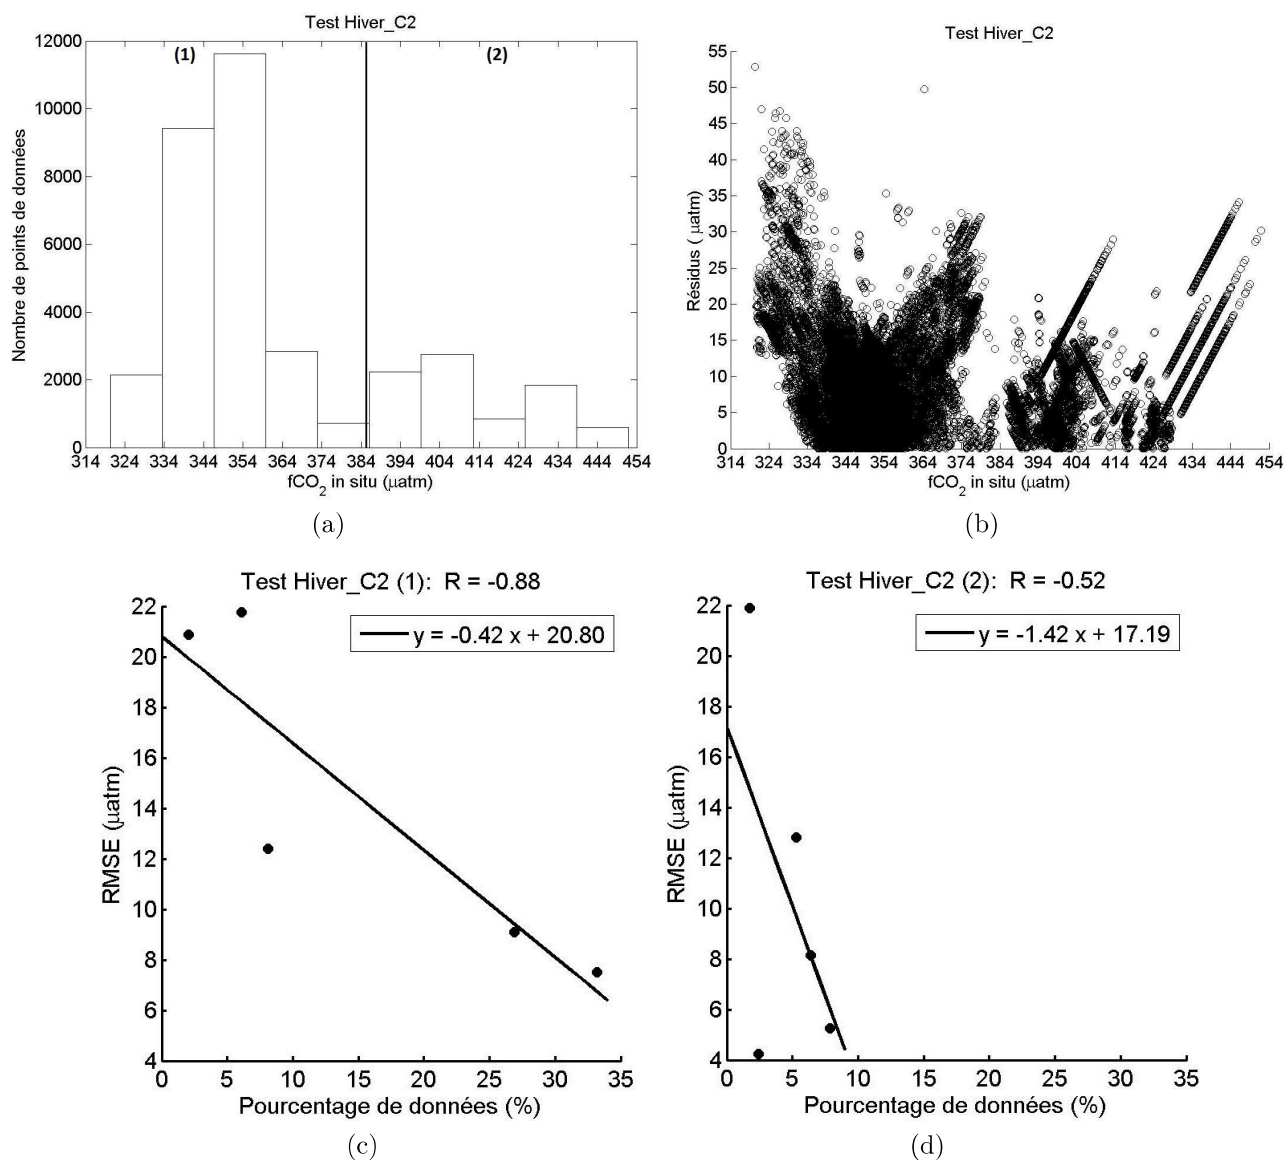 Test Hiver_C2
(1)
(2)
Nombre de points de données
12000
10000
8000
6000
4000
2000
0
314 324 334 344 354 364 374 384 394 404 414 424 434 444 454
fCO2 in situ (µatm)
(a)
Test Hiver_C2
Résidus ( µatm)
55
50
45
40
35
30
25
20
15
10
5
0
314 324 334 344 354 364 374 384 394 404 414 424 434 444 454
fCO2 in situ (µatm)
(b)
Test Hiver_C2 (1): R = -0.88
y = -0.42 x + 20.80
RMSE (µatm)
22
20
18
16
14
12
10
8
6
4
0 5 10 15 20 25 30 35
Pourcentage de données (%)
(c)
Test Hiver_C2 (2): R = -0.52
y = -1.42 x + 17.19
RMSE (µatm)
22
20
18
16
14
12
10
8
6
4
0 5 10 15 20 25 30 35
Pourcentage de données (%)
(d)